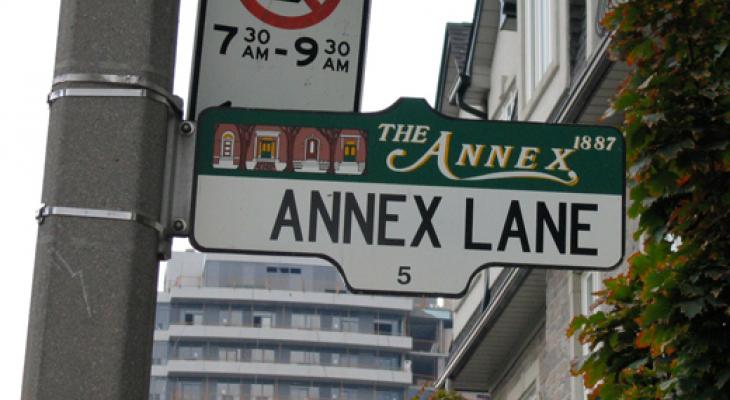 7 30 AM - 9 30 AM
THE ANNEX 1887
ANNEX LANE
5